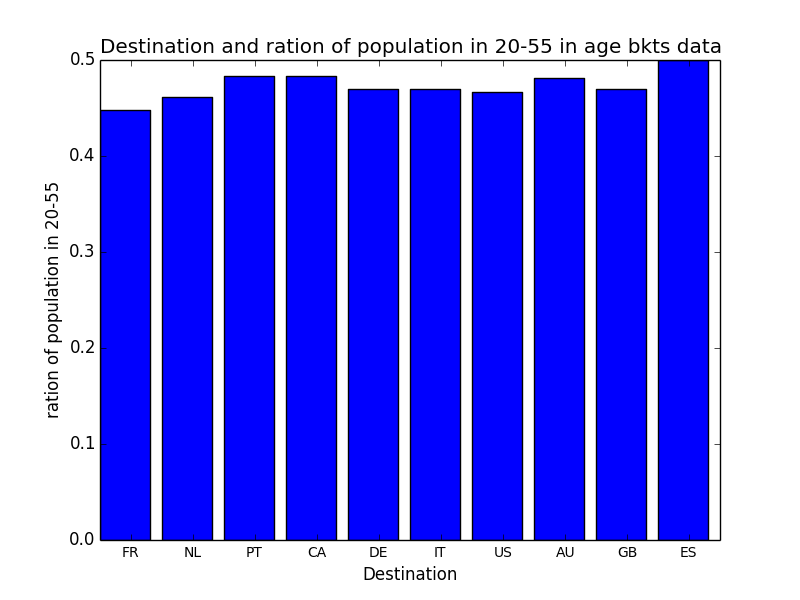 Destination and ration of population in 20-55 in age bkts data
0.5
0.4
0.3
0.2
0.1
0.0
ration of population in 20-55
FR NL PT CA DE IT US AU GB ES
Destination